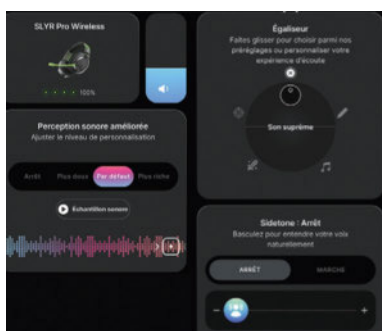 SLYR Pro Wireless
100%
Perception sonore améliorée
Ajuster le niveau de personnalisation
Arrêt Plus doux Par défaut Plus riche
Échantillon sonore
Égaliseur
Faites glisser pour choisir parmi nos
préréglages ou personnaliser votre
expérience d'écoute
Son suprême
Sidetone : Arrêt
Basculez pour entendre votre voix
naturellement
ARRÊT MARCHE
- +